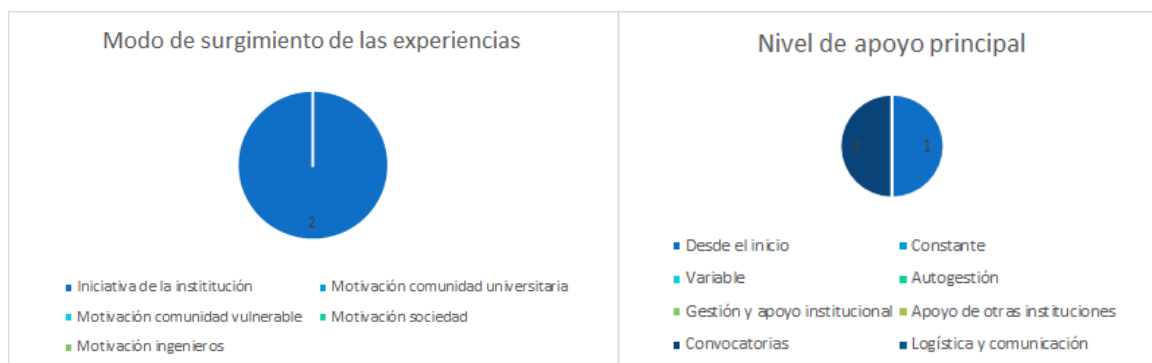 Modo de surgimiento de las experiencias
2
Iniciativa de la instititución
Motivación comunidad universitaria
Motivación comunidad vulnerable
Motivación sociedad
Motivación ingenieros
Nivel de apoyo principal
1
1
Desde el inicio
Constante
Variable
Autogestión
Gestión y apoyo institucional
Apoyo de otras instituciones
Convocatorias
Logística y comunicación